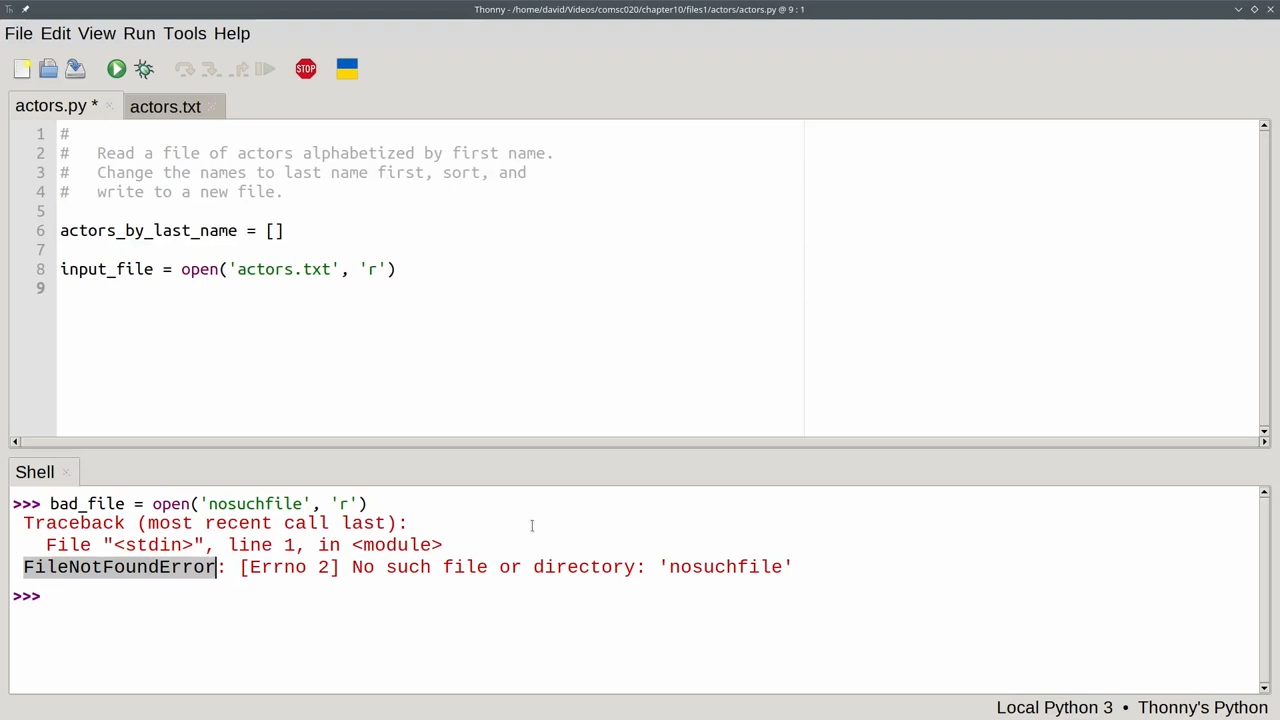 Thonny - /home/david/Videos/comsc020/chapter10/files1/actors/actors.py @ 9 : 1
File Edit View Run Tools Help
STOP
actors.py *
actors.txt
1 #
2 #   Read a file of actors alphabetized by first name.
3 #   Change the names to last name first, sort, and
4 #   write to a new file.
5
6 actors_by_last_name = []
7
8 input_file = open('actors.txt', 'r')
9
Shell
>>> bad_file = open('nosuchfile', 'r')
Traceback (most recent call last):
  File "<stdin>", line 1, in <module>
FileNotFoundError: [Errno 2] No such file or directory: 'nosuchfile'
>>>
Local Python 3 • Thonny's Python